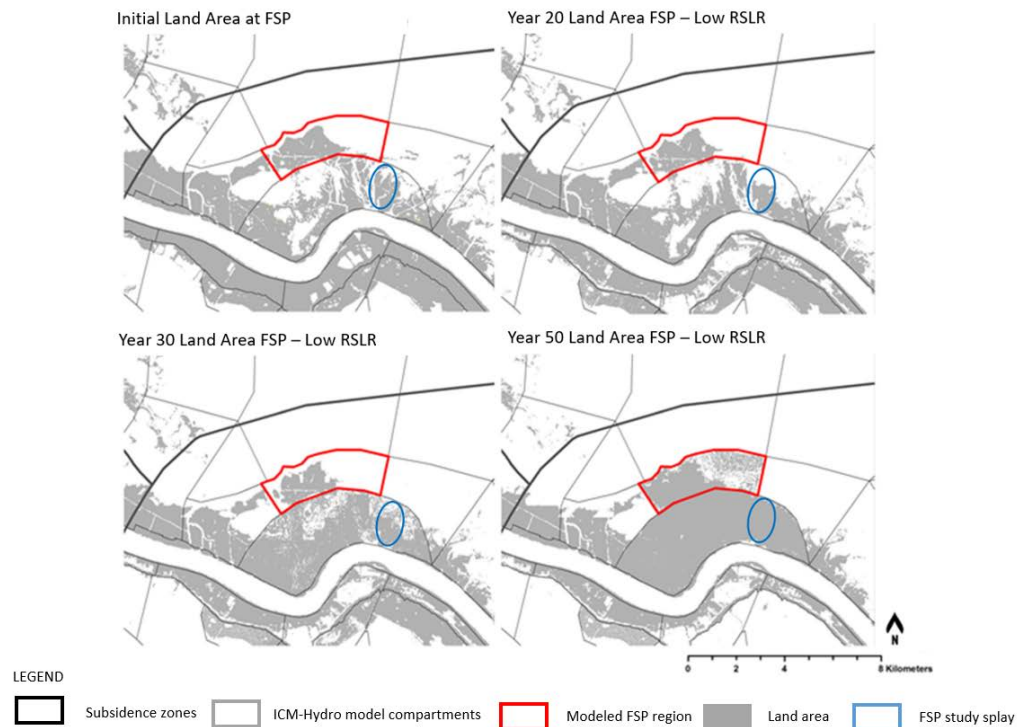 Initial Land Area at FSP
Year 20 Land Area FSP – Low RSLR
Year 30 Land Area FSP – Low RSLR
Year 50 Land Area FSP – Low RSLR
N
0 2 4 8 Kilometers
LEGEND
Subsidence zones
ICM-Hydro model compartments
Modeled FSP region
Land area
FSP study splay